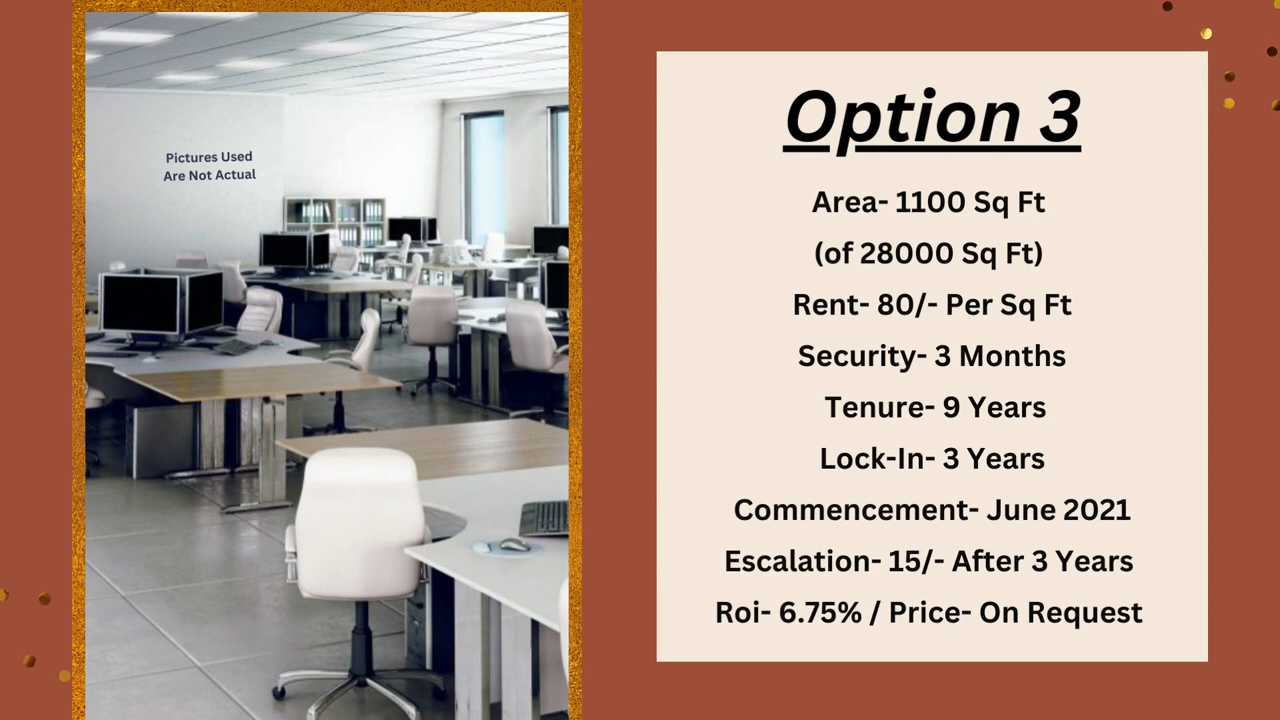 Pictures Used
Are Not Actual
Option 3
Area- 1100 Sq Ft
(of 28000 Sq Ft)
Rent- 80/- Per Sq Ft
Security- 3 Months
Tenure- 9 Years
Lock-In- 3 Years
Commencement- June 2021
Escalation- 15/- After 3 Years
Roi- 6.75% / Price- On Request